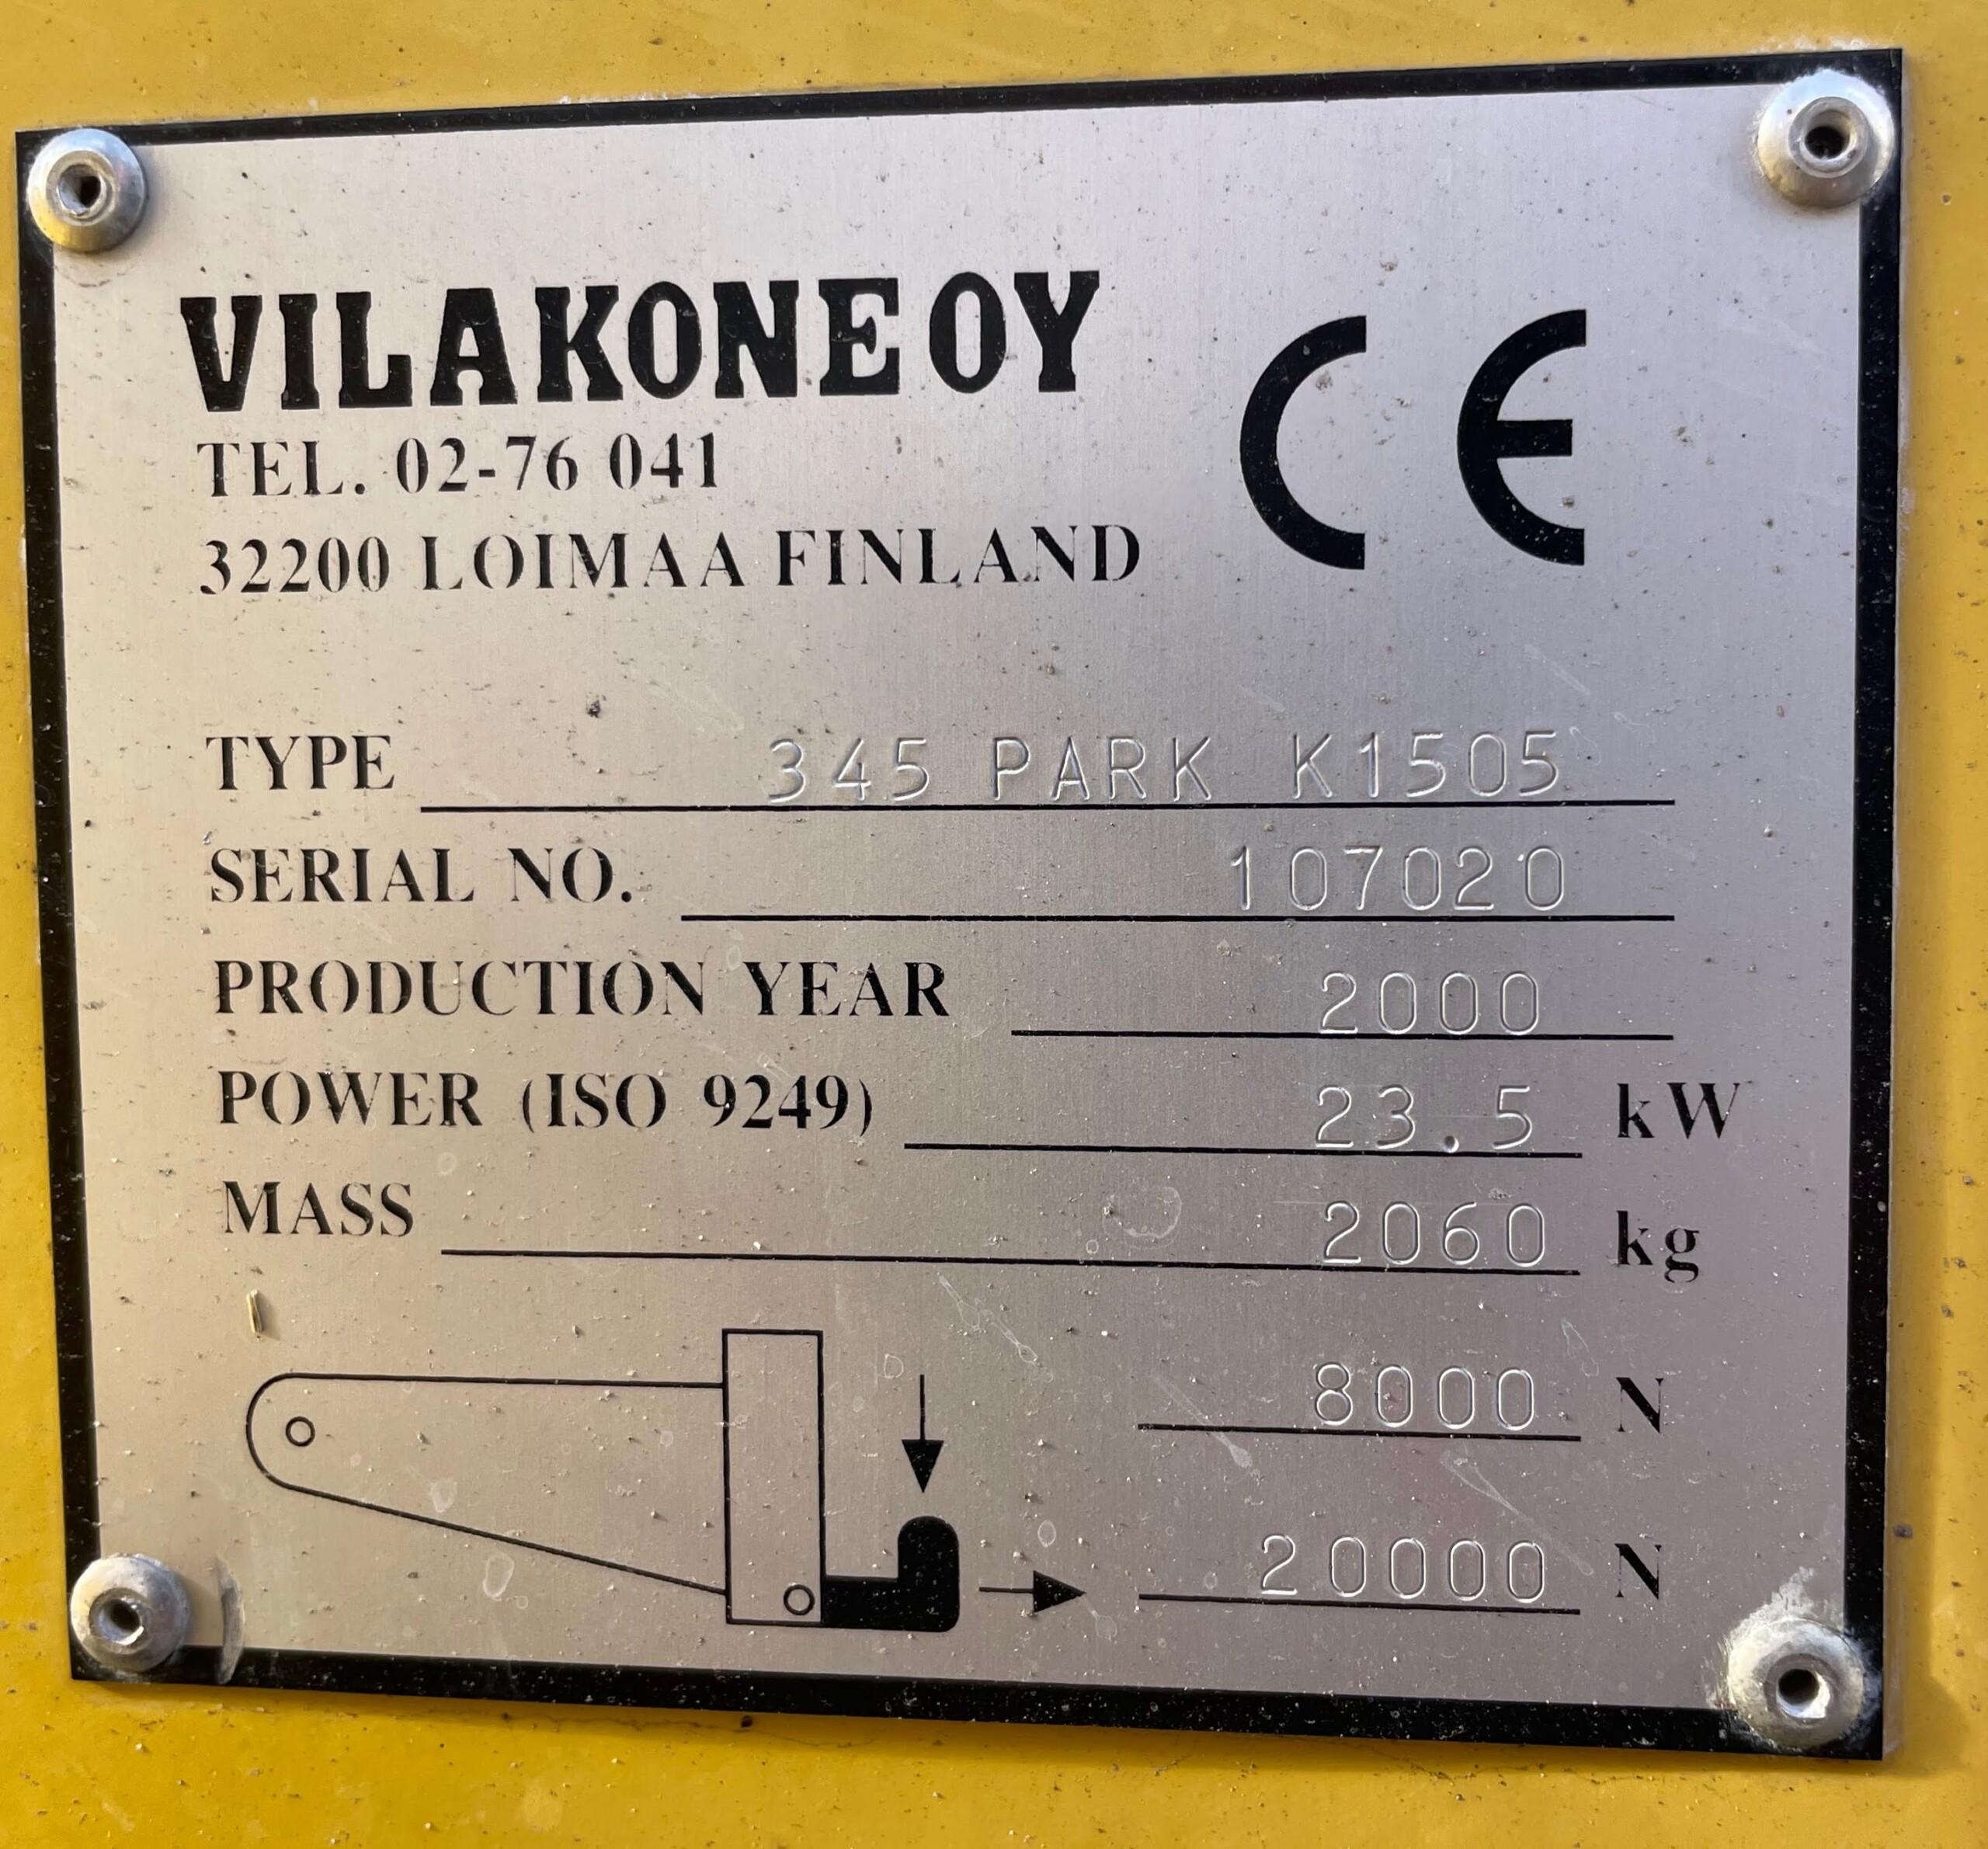 VILAKONE OY
TEL. 02-76 041
32200 LOIMAA FINLAND
CE
TYPE 345 PARK K1505
SERIAL NO. 107020
PRODUCTION YEAR 2000
POWER (ISO 9249) 23.5 kW
MASS 2060 kg
8000 N
20000 N